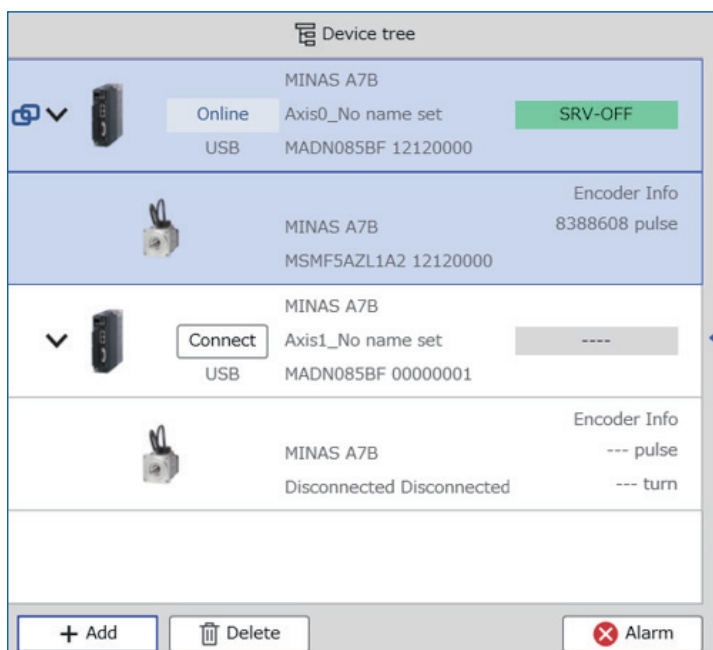 Device tree
MINAS A7B
Online Axis0_No name set SRV-OFF
USB MADN085BF 12120000
Encoder Info
MINAS A7B 8388608 pulse
MSMF5AZL1A2 12120000
MINAS A7B
Connect Axis1_No name set ----
USB MADN085BF 00000001
Encoder Info
MINAS A7B --- pulse
Disconnected Disconnected --- turn
+ Add Delete Alarm